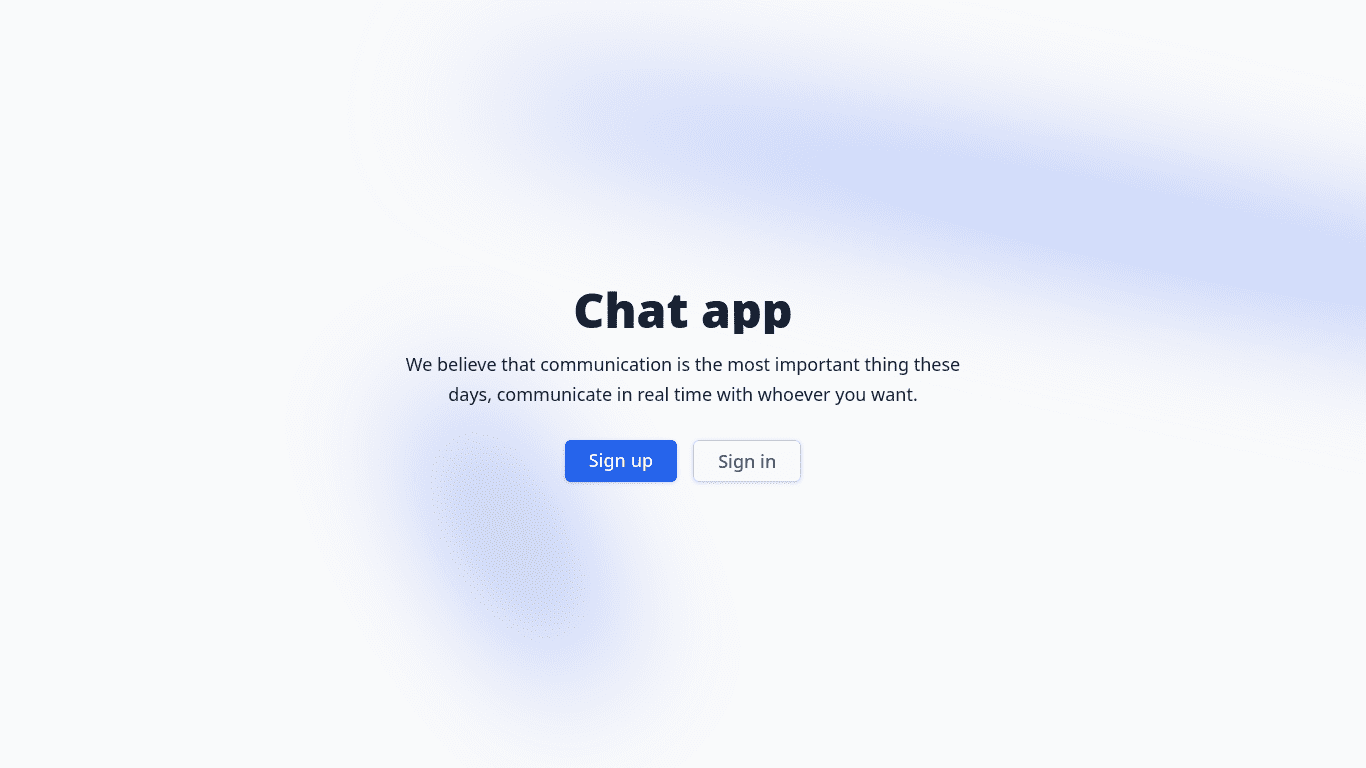 Chat app
We believe that communication is the most important thing these
days, communicate in real time with whoever you want.
Sign up
Sign in